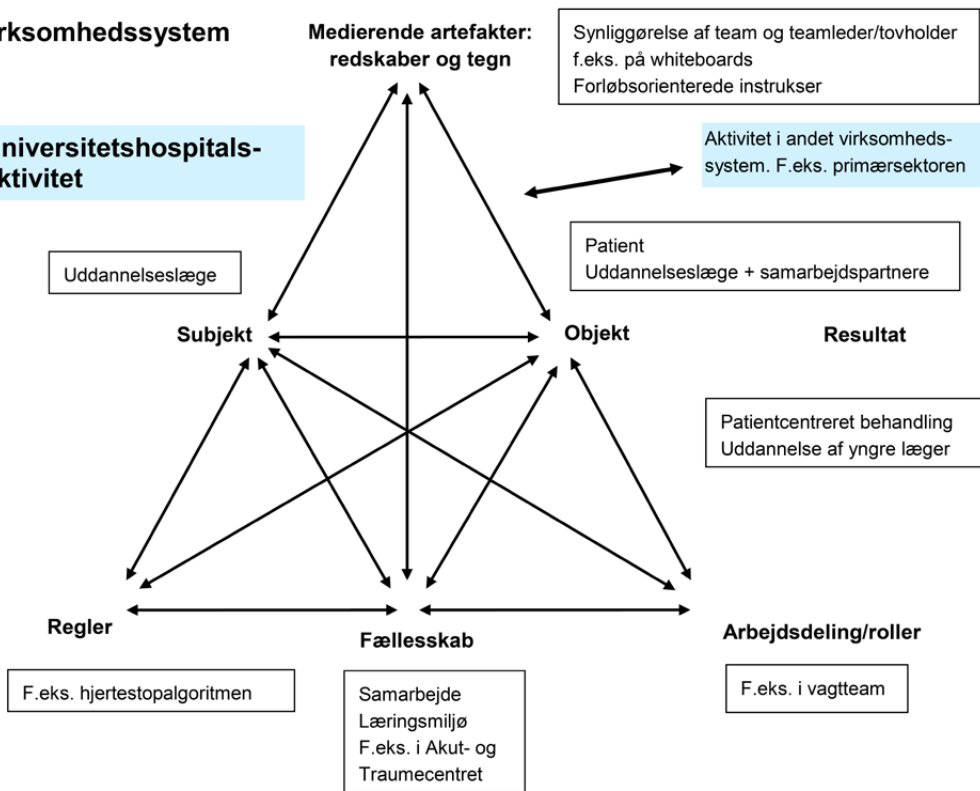 rksomhedssystem
Medierende artefakter:
redskaber og tegn
Synliggørelse af team og teamleder/tovholder
f.eks. på whiteboards
Forløbsorienterede instrukser
niversitetshospitals-
ktivitet
Aktivitet i andet virksomheds-
system. F.eks. primærsektoren
Uddannelseslæge
Patient
Uddannelseslæge + samarbejdspartnere
Subjekt
Objekt
Resultat
Patientcentreret behandling
Uddannelse af yngre læger
Regler
Fællesskab
Arbejdsdeling/roller
F.eks. hjertestopalgoritmen
Samarbejde
Læringsmiljø
F.eks. i Akut- og
Traumecentret
F.eks. i vagtteam